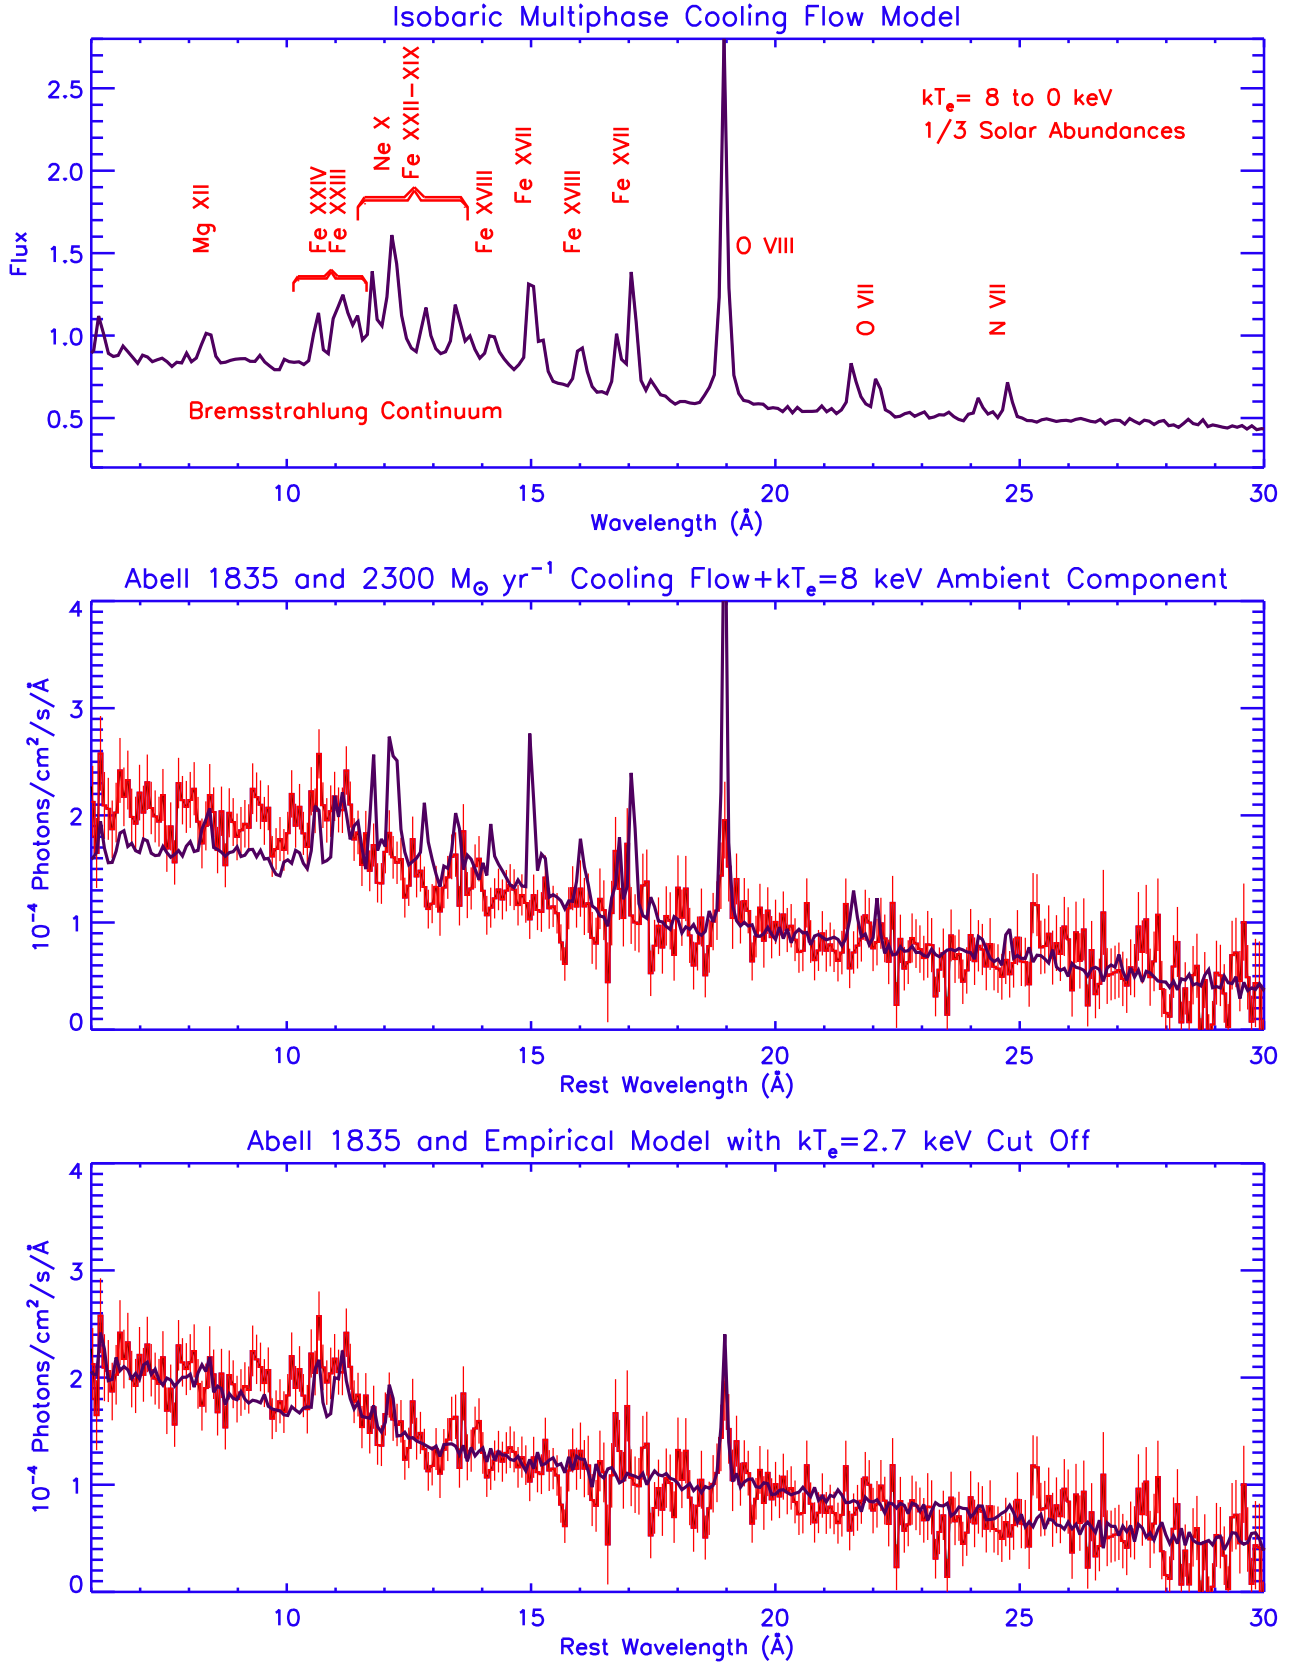 Isobaric Multiphase Cooling Flow Model
Flux
2.5
2.0
1.5
1.0
0.5
kTₑ= 8 to 0 keV
1/3 Solar Abundances
Mg XII
Fe XXIV
Fe XXIII
Ne X
Fe XXII-XIX
Fe XVIII
Fe XVII
Fe XVIII
Fe XVII
O VIII
O VII
N VII
Bremsstrahlung Continuum
10 15 20 25 30
Wavelength (Å)
Abell 1835 and 2300 M⊙ yr⁻¹ Cooling Flow+kTₑ=8 keV Ambient Component
10⁻⁴ Photons/cm²/s/Å
4
3
2
1
0
10 15 20 25 30
Rest Wavelength (Å)
Abell 1835 and Empirical Model with kTₑ=2.7 keV Cut Off
10⁻⁴ Photons/cm²/s/Å
4
3
2
1
0
10 15 20 25 30
Rest Wavelength (Å)